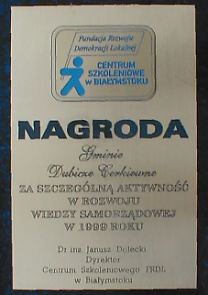 Fundacja Rozwoju
Demokracji Lokalnej
CENTRUM
SZKOLENIOWE
w BIAŁYMSTOKU
NAGRODA
Gminie
Dubicze Cerkiewne
ZA SZCZEGÓLNĄ AKTYWNOŚĆ
W ROZWOJU
WIEDZY SAMORZĄDOWEJ
W 1999 ROKU
Dr inż. Janusz Dolecki
Dyrektor
Centrum Szkoleniowego FRDL
w Białymstoku